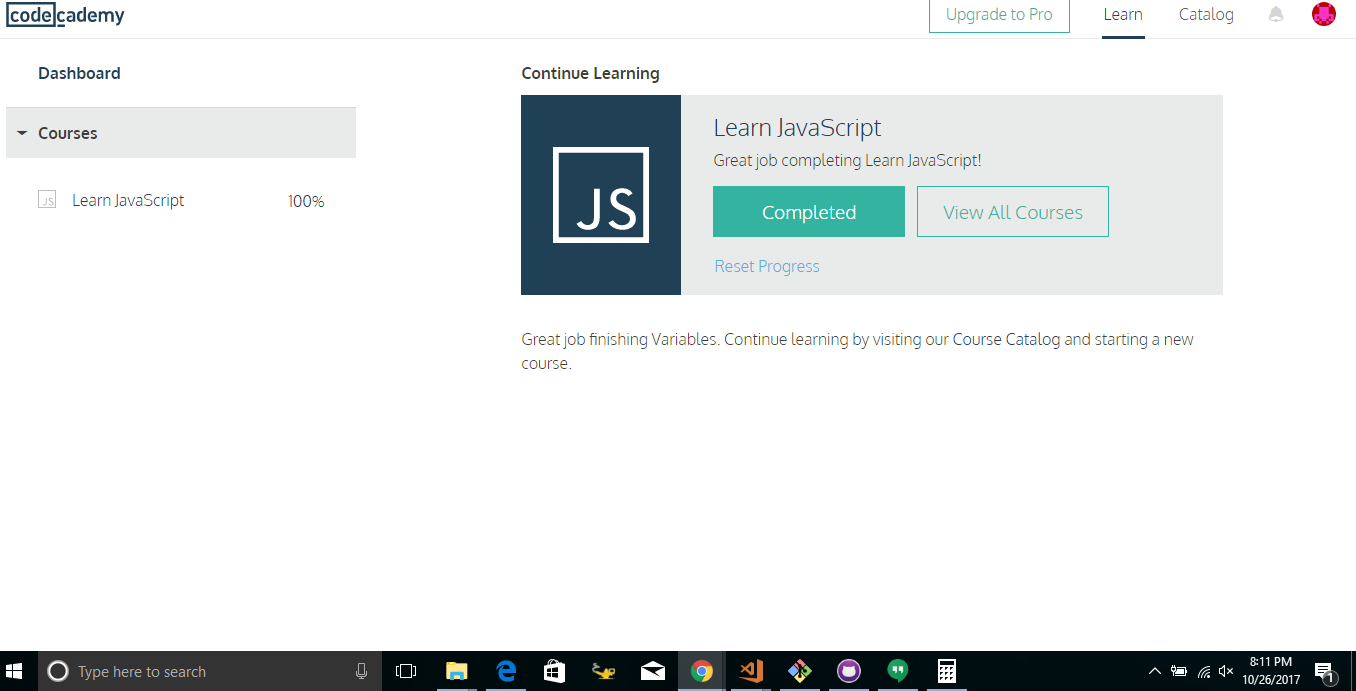 codecademy
Upgrade to Pro
Learn
Catalog
Dashboard
Continue Learning
Courses
JS
Learn JavaScript
100%
JS
Learn JavaScript
Great job completing Learn JavaScript!
Completed
View All Courses
Reset Progress
Great job finishing Variables. Continue learning by visiting our Course Catalog and starting a new
course.
Type here to search
8:11 PM
10/26/2017
1